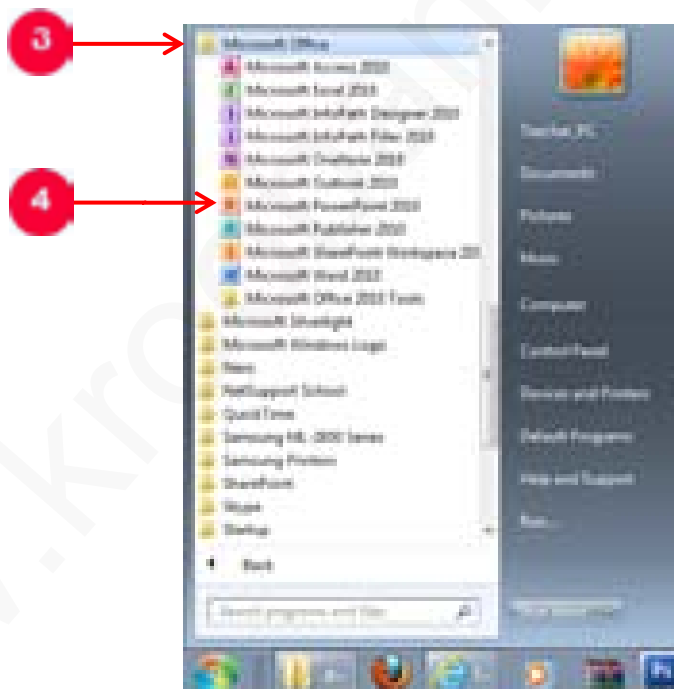 3
Microsoft Office
Microsoft Access 2010
Microsoft Excel 2010
Microsoft InfoPath Designer 2010
Microsoft InfoPath Filler 2010
Microsoft OneNote 2010
Microsoft Outlook 2010
4
Microsoft PowerPoint 2010
Microsoft Publisher 2010
Microsoft SharePoint Workspace 20
Microsoft Word 2010
Microsoft Office 2010 Tools
Microsoft Silverlight
Microsoft Windows Logo
Nero
NetSupport School
QuickTime
Samsung ML-2850 Series
Samsung Printers
SharePoint
Skype
Startup
Back
Search programs and files
Teacher_PC
Documents
Pictures
Music
Computer
Control Panel
Devices and Printers
Default Programs
Help and Support
Run...
Ps